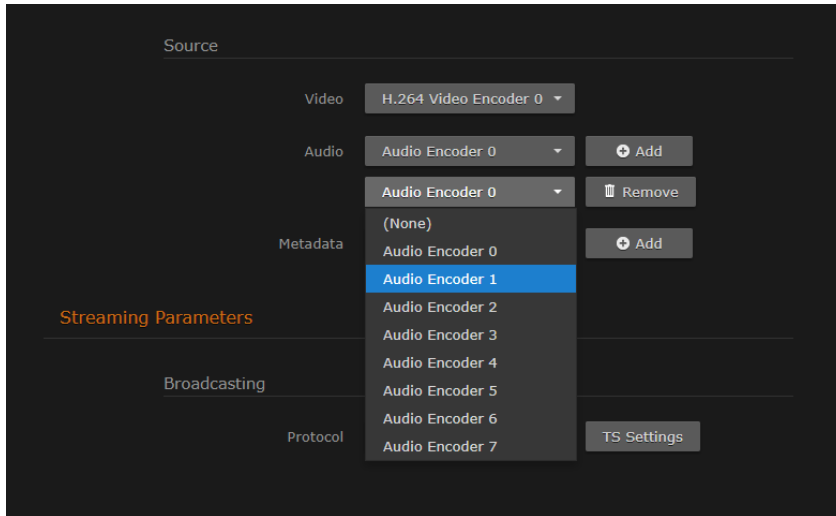 Source
Video H.264 Video Encoder 0
Audio Audio Encoder 0 Add
Audio Encoder 0 Remove
(None)
Metadata Add
Audio Encoder 0
Audio Encoder 1
Audio Encoder 2
Streaming Parameters
Audio Encoder 3
Audio Encoder 4
Broadcasting
Audio Encoder 5
Audio Encoder 6
Protocol TS Settings
Audio Encoder 7